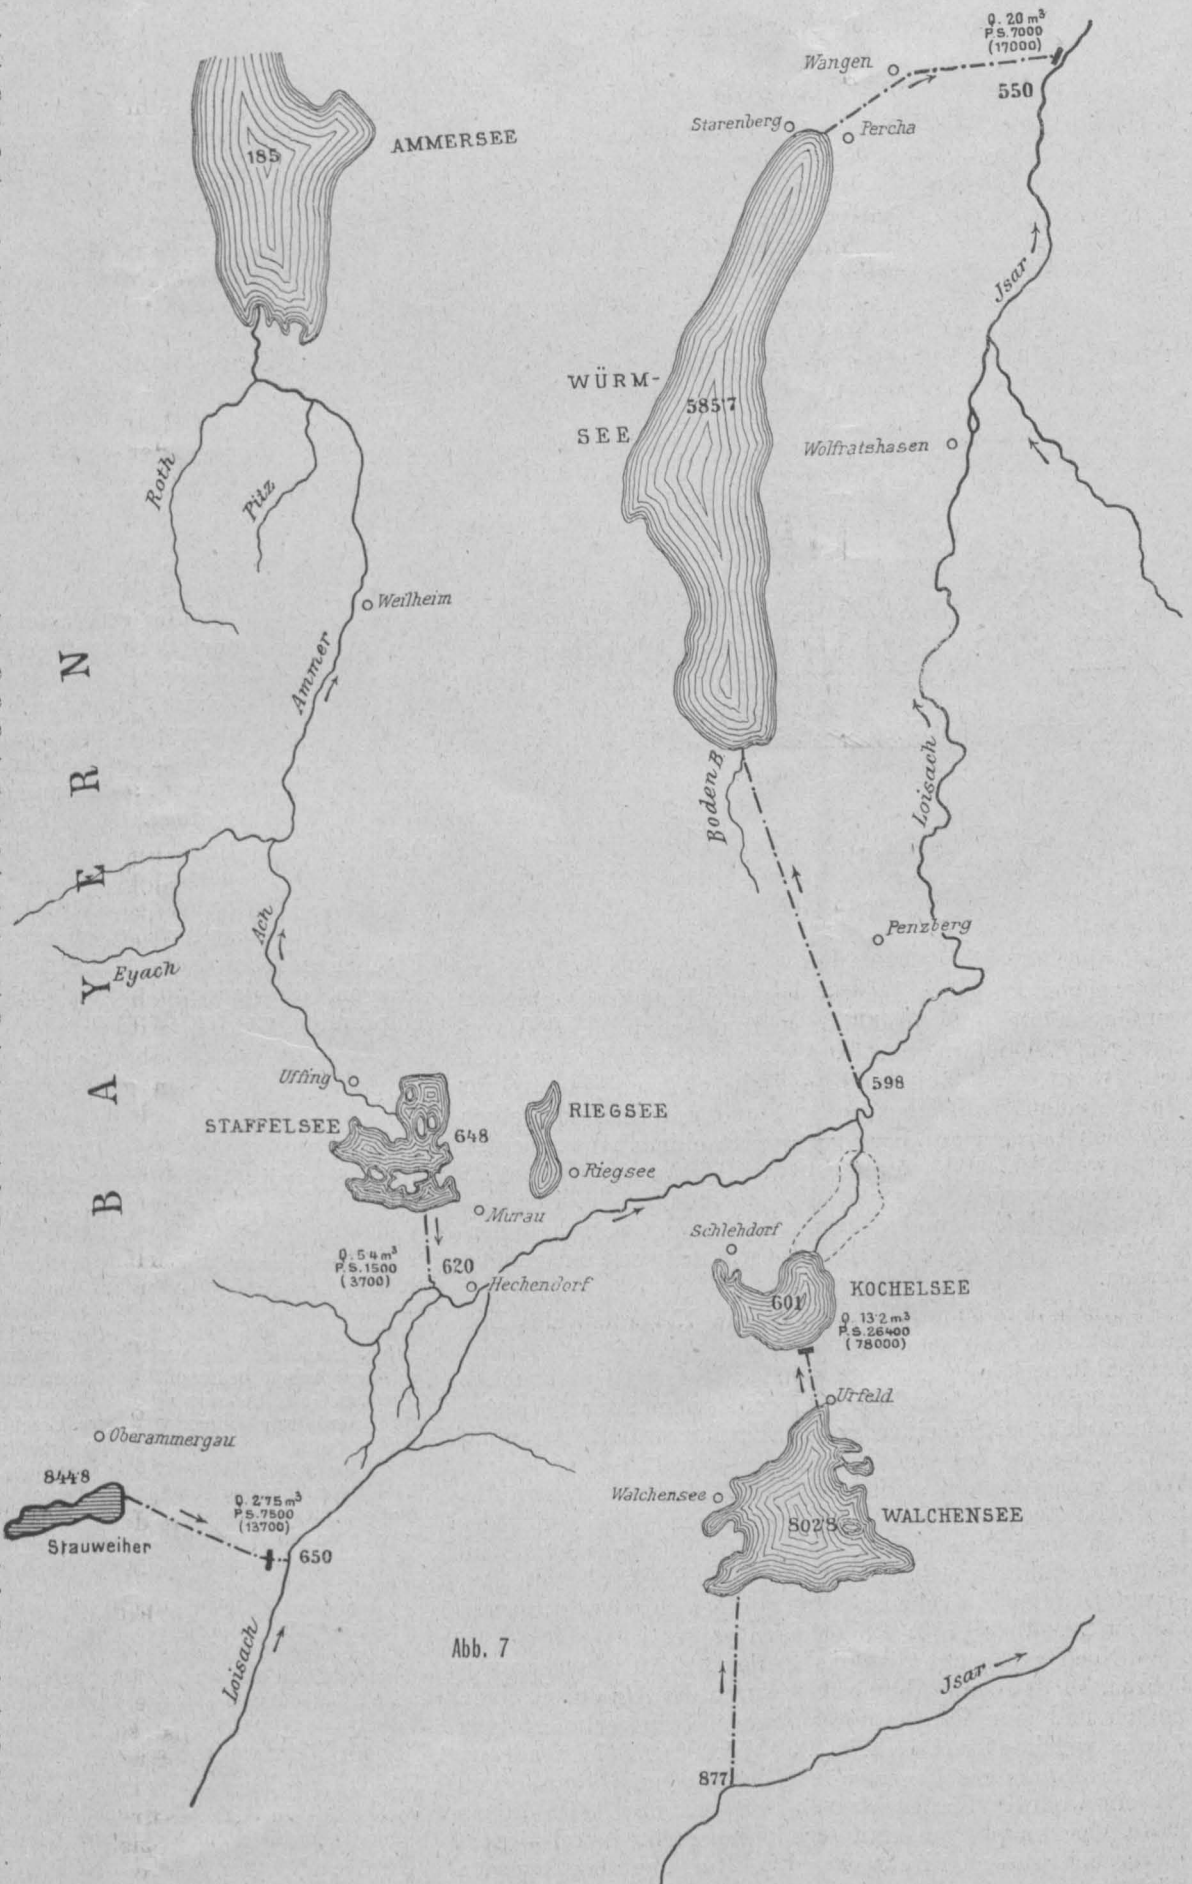 Q. 20 m³
P.S. 7000
(17000)
Wangen
550
Starenberg
Percha
AMMERSEE
185
Jsar
WÜRM-
SEE
585'7
Wolfratshasen
Roth
Pitz
Weilheim
Ammer
Loisach
Boden B
BAYERN
Ach
Eyach
Penzberg
Uffing
598
STAFFELSEE
648
RIEGSEE
Riegsee
Murau
Schlehdorf
Q. 5 4 m³
P.S. 1500
(3700)
620
Hechendorf
KOCHELSEE
601
Q. 13'2 m³
P.S. 26400
(78000)
Urfeld
Oberammergau
844'8
Stauweiher
Q. 2'75 m³
P.S. 7500
(13700)
650
Walchensee
802'8
WALCHENSEE
Loisach
Abb. 7
Jsar
877